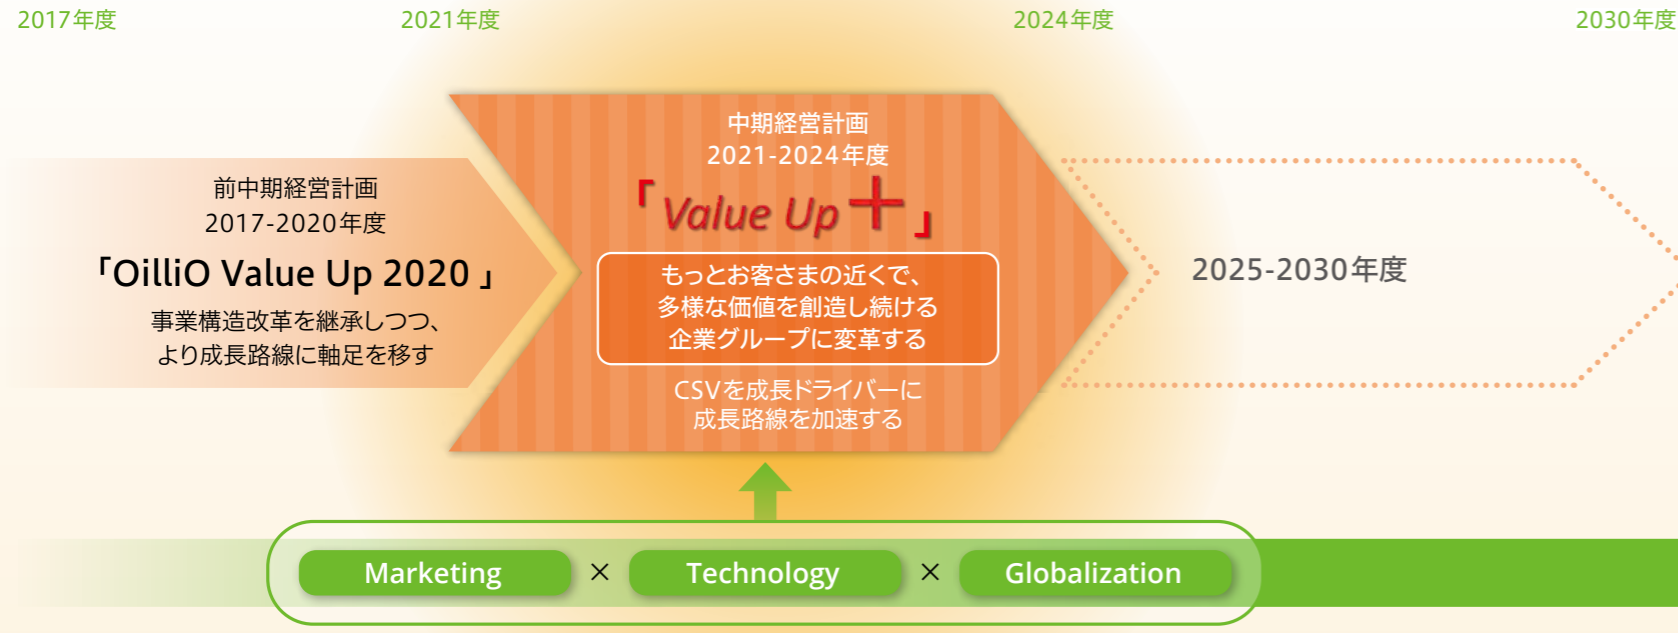 2017年度
2021年度
2024年度
2030年度
前中期経営計画
2017-2020年度
「OilliO Value Up 2020 」
事業構造改革を継承しつつ、
より成長路線に軸足を移す
中期経営計画
2021-2024年度
「Value Up＋」
もっとお客さまの近くで、
多様な価値を創造し続ける
企業グループに変革する
CSVを成長ドライバーに
成長路線を加速する
2025-2030年度
Marketing × Technology × Globalization